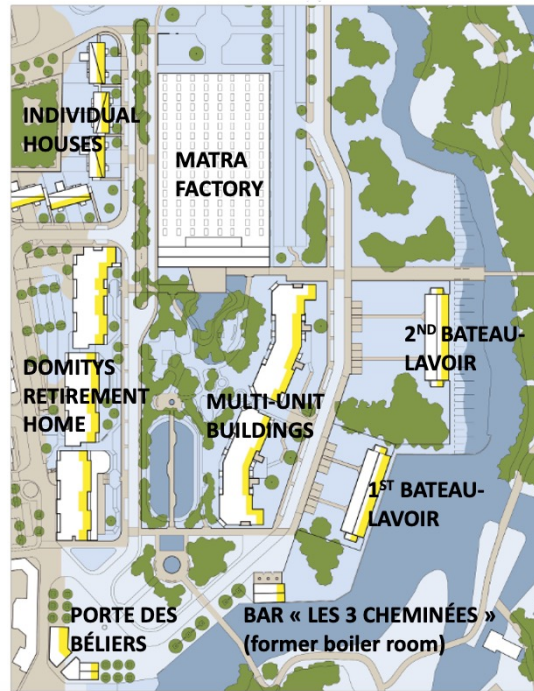 INDIVIDUAL
HOUSES
MATRA
FACTORY
2ND BATEAU-
LAVOIR
DOMITYS
RETIREMENT
HOME
MULTI-UNIT
BUILDINGS
1ST BATEAU-
LAVOIR
PORTE DES
BÉLIERS
BAR « LES 3 CHEMINÉES »
(former boiler room)